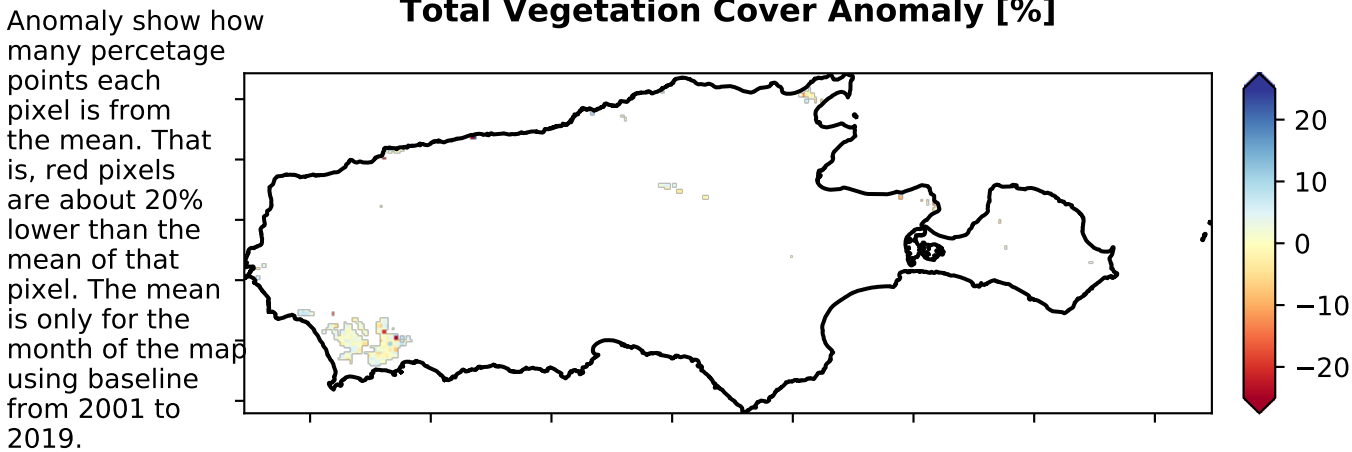 Total Vegetation Cover Anomaly [%]
Anomaly show how
many percetage
points each
pixel is from
the mean. That
is, red pixels
are about 20%
lower than the
mean of that
pixel. The mean
is only for the
month of the map
using baseline
from 2001 to
2019.
20
10
0
−10
−20